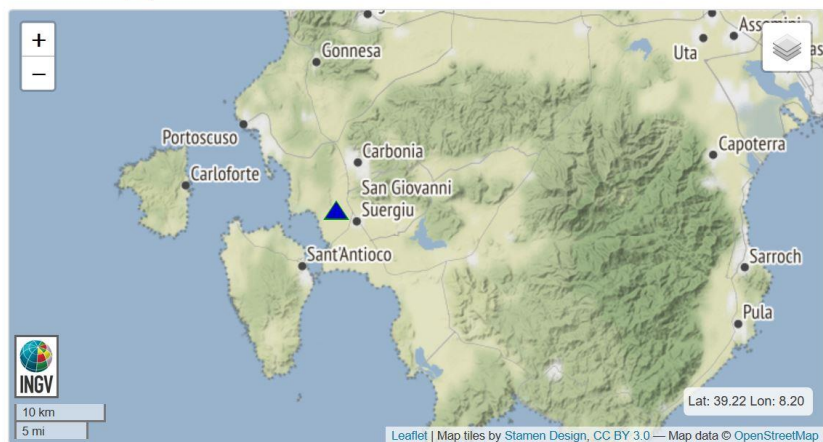 +
−
Gonnesa
Assemini
Uta
Portoscuso
Carbonia
Capoterra
Carloforte
San Giovanni
Suergiu
Sant'Antioco
Sarroch
Pula
INGV
Lat: 39.22 Lon: 8.20
10 km
5 mi
Leaflet | Map tiles by Stamen Design, CC BY 3.0 — Map data © OpenStreetMap